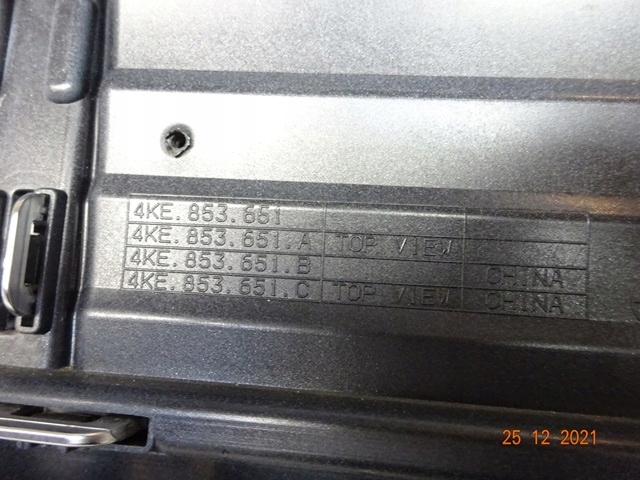 4KE.853.651
4KE.853.651.A TOP VIEW
4KE.853.651.B CHINA
4KE.853.651.C TOP VIEW CHINA
25 12 2021